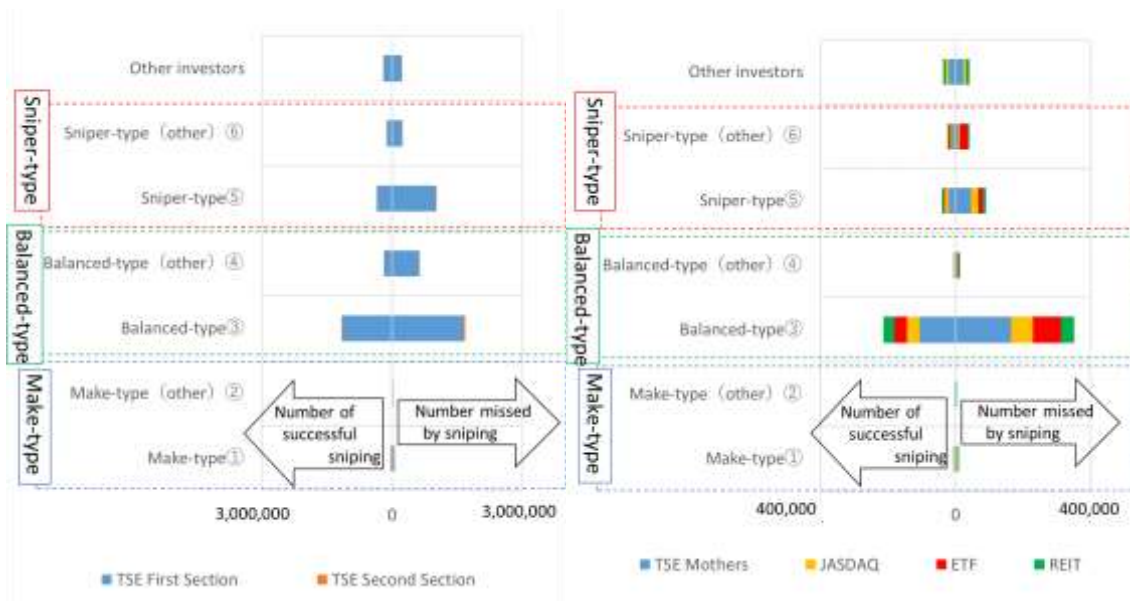 Other investors
Sniper-type (other) ⑥
Sniper-type⑤
Balanced-type (other) ④
Balanced-type③
Make-type (other) ②
Make-type①
Sniper-type
Balanced-type
Make-type
Number of
successful
sniping
Number missed
by sniping
3,000,000
0
3,000,000
TSE First Section
TSE Second Section
Other investors
Sniper-type (other) ⑥
Sniper-type⑤
Balanced-type (other) ④
Balanced-type③
Make-type (other) ②
Make-type①
Sniper-type
Balanced-type
Make-type
Number of
successful
sniping
Number missed
by sniping
400,000
0
400,000
TSE Mothers
JASDAQ
ETF
REIT